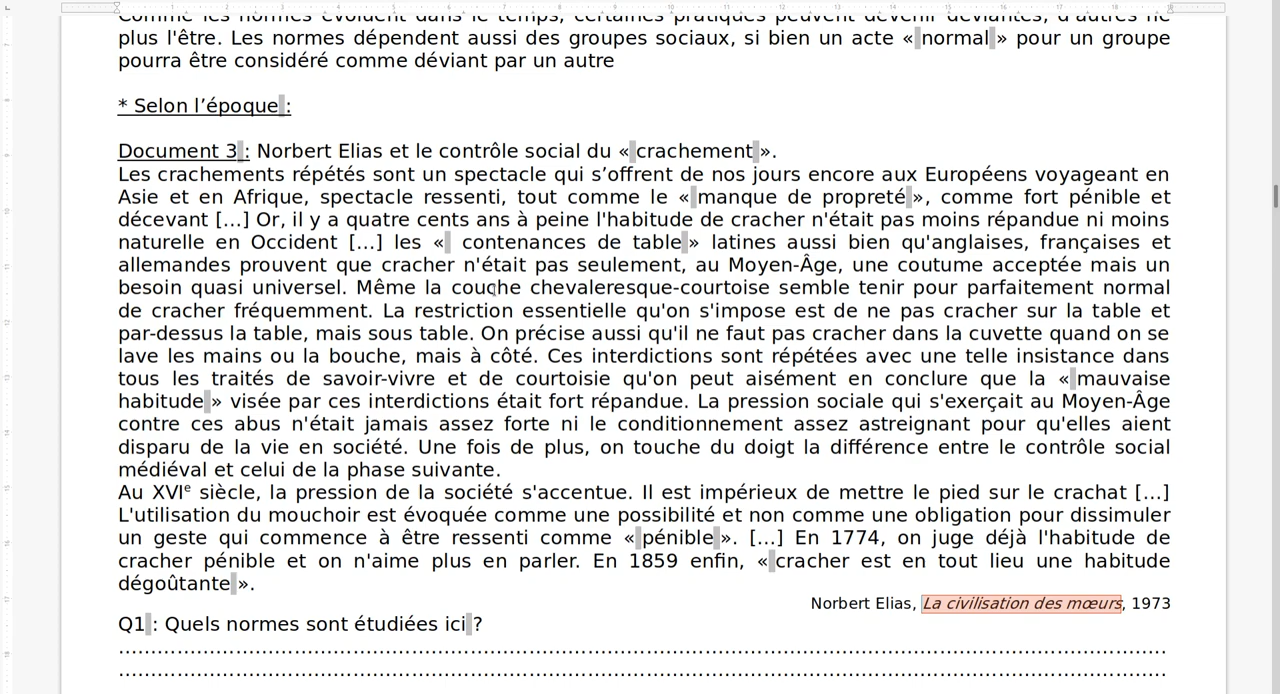 Comme les normes évoluent dans le temps, certaines pratiques peuvent devenir déviantes, d'autres ne
plus l'être. Les normes dépendent aussi des groupes sociaux, si bien un acte « normal » pour un groupe
pourra être considéré comme déviant par un autre
* Selon l’époque :
Document 3 : Norbert Elias et le contrôle social du « crachement ».
Les crachements répétés sont un spectacle qui s’offrent de nos jours encore aux Européens voyageant en
Asie et en Afrique, spectacle ressenti, tout comme le « manque de propreté », comme fort pénible et
décevant [...] Or, il y a quatre cents ans à peine l'habitude de cracher n'était pas moins répandue ni moins
naturelle en Occident [...] les «  contenances de table » latines aussi bien qu'anglaises, françaises et
allemandes prouvent que cracher n'était pas seulement, au Moyen-Âge, une coutume acceptée mais un
besoin quasi universel. Même la couche chevaleresque-courtoise semble tenir pour parfaitement normal
de cracher fréquemment. La restriction essentielle qu'on s'impose est de ne pas cracher sur la table et
par-dessus la table, mais sous table. On précise aussi qu'il ne faut pas cracher dans la cuvette quand on se
lave les mains ou la bouche, mais à côté. Ces interdictions sont répétées avec une telle insistance dans
tous les traités de savoir-vivre et de courtoisie qu'on peut aisément en conclure que la « mauvaise
habitude » visée par ces interdictions était fort répandue. La pression sociale qui s'exerçait au Moyen-Âge
contre ces abus n'était jamais assez forte ni le conditionnement assez astreignant pour qu'elles aient
disparu de la vie en société. Une fois de plus, on touche du doigt la différence entre le contrôle social
médiéval et celui de la phase suivante.
Au XVIe siècle, la pression de la société s'accentue. Il est impérieux de mettre le pied sur le crachat [...]
L'utilisation du mouchoir est évoquée comme une possibilité et non comme une obligation pour dissimuler
un geste qui commence à être ressenti comme « pénible ». [...] En 1774, on juge déjà l'habitude de
cracher pénible et on n'aime plus en parler. En 1859 enfin, « cracher est en tout lieu une habitude
dégoûtante ».
Norbert Elias, La civilisation des mœurs, 1973
Q1 : Quels normes sont étudiées ici ?